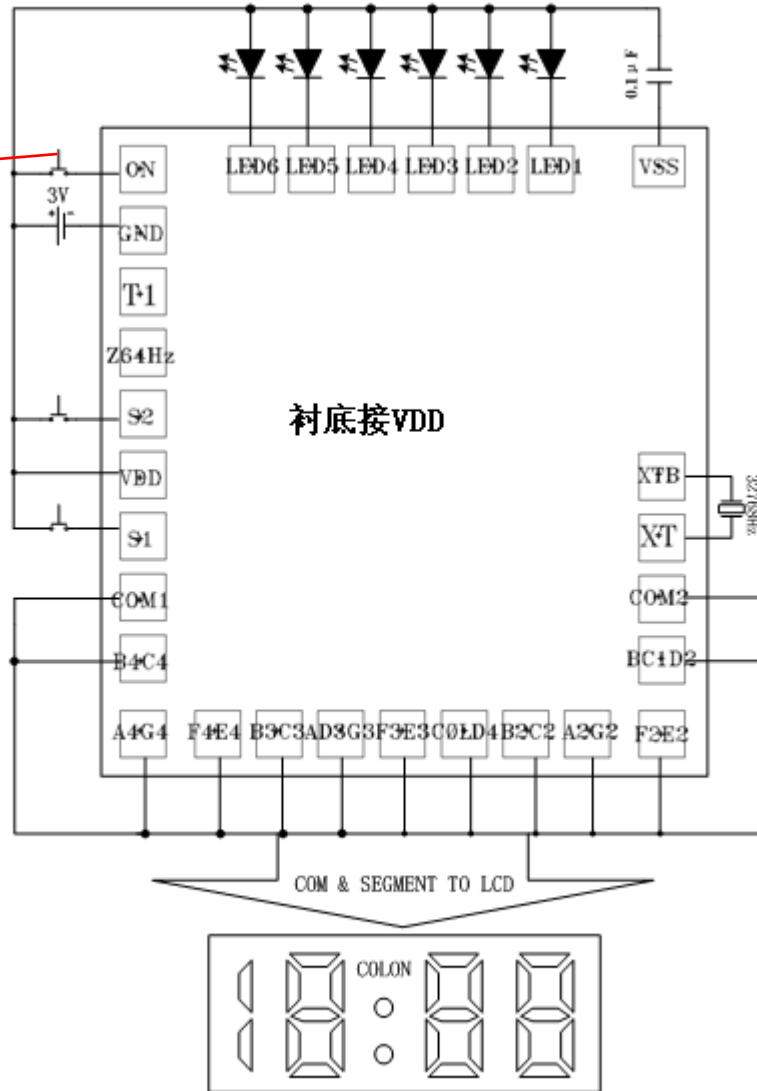 0.1μF
ON
LED6 LED5 LED4 LED3 LED2 LED1
VSS
3V
+ -
GND
T1
Z64Hz
S2
衬底接VDD
VDD
XTB
32768HZ
S1
XT
COM1
COM2
B4C4
BC1D2
A4G4 F4E4 B3C3 AD3G3 F3E3 COLD4 B2C2 A2G2 F2E2
COM & SEGMENT TO LCD
COLON